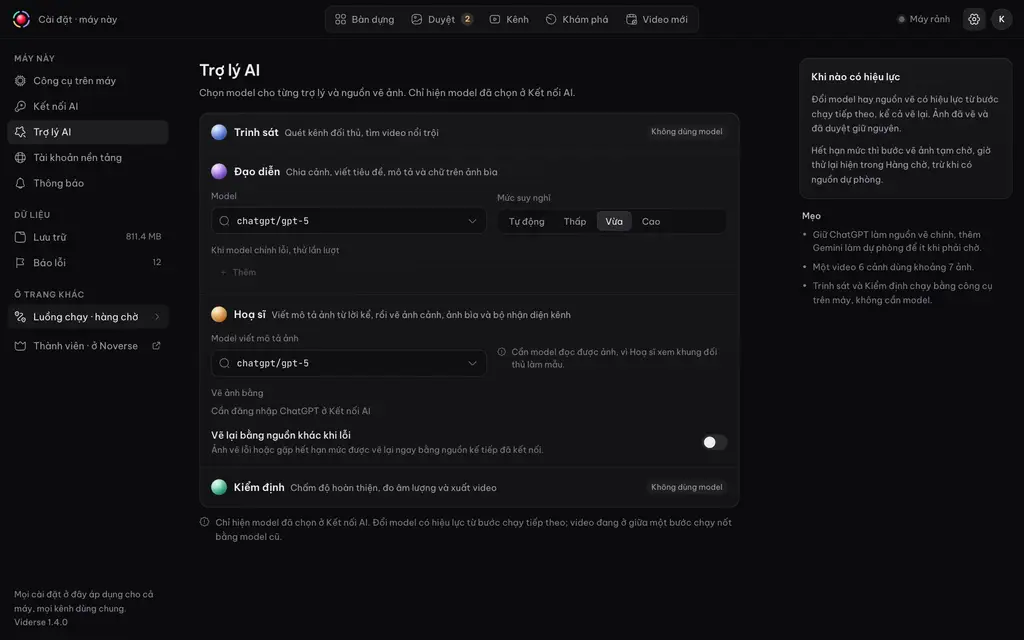 Cài đặt · máy này
Bàn dựng
Duyệt 2
Kênh
Khám phá
Video mới
Máy rảnh
K
MÁY NÀY
Công cụ trên máy
Kết nối AI
Trợ lý AI
Tài khoản nền tảng
Thông báo
DỮ LIỆU
Lưu trữ 811.4 MB
Báo lỗi 12
Ở TRANG KHÁC
Luồng chạy · hàng chờ
Thành viên · ở Noverse
Mọi cài đặt ở đây áp dụng cho cả
máy, mọi kênh dùng chung.
Viderse 1.4.0
Trợ lý AI
Chọn model cho từng trợ lý và nguồn vẽ ảnh. Chỉ hiện model đã chọn ở Kết nối AI.
Trinh sát Quét kênh đối thủ, tìm video nổi trội
Không dùng model
Đạo diễn Chia cảnh, viết tiêu đề, mô tả và chữ trên ảnh bìa
Model
chatgpt/gpt-5
Mức suy nghĩ
Tự động Thấp Vừa Cao
Khi model chính lỗi, thử lần lượt
+ Thêm
Hoạ sĩ Viết mô tả ảnh từ lời kể, rồi vẽ ảnh cảnh, ảnh bìa và bộ nhận diện kênh
Model viết mô tả ảnh
chatgpt/gpt-5
Cần model đọc được ảnh, vì Hoạ sĩ xem khung đối
thủ làm mẫu.
Vẽ ảnh bằng
Cần đăng nhập ChatGPT ở Kết nối AI
Vẽ lại bằng nguồn khác khi lỗi
Ảnh vẽ lỗi hoặc gặp hết hạn mức được vẽ lại ngay bằng nguồn kế tiếp đã kết nối.
Kiểm định Chấm độ hoàn thiện, đo âm lượng và xuất video
Không dùng model
Chỉ hiện model đã chọn ở Kết nối AI. Đổi model có hiệu lực từ bước chạy tiếp theo; video đang ở giữa một bước chạy nốt
bằng model cũ.
Khi nào có hiệu lực
Đổi model hay nguồn vẽ có hiệu lực từ bước
chạy tiếp theo, kể cả vẽ lại. Ảnh đã vẽ và
đã duyệt giữ nguyên.
Hết hạn mức thì bước vẽ ảnh tạm chờ, giờ
thử lại hiện trong Hàng chờ, trừ khi có
nguồn dự phòng.
Mẹo
• Giữ ChatGPT làm nguồn vẽ chính, thêm
Gemini làm dự phòng để ít khi phải chờ.
• Một video 6 cảnh dùng khoảng 7 ảnh.
• Trinh sát và Kiểm định chạy bằng công cụ
trên máy, không cần model.